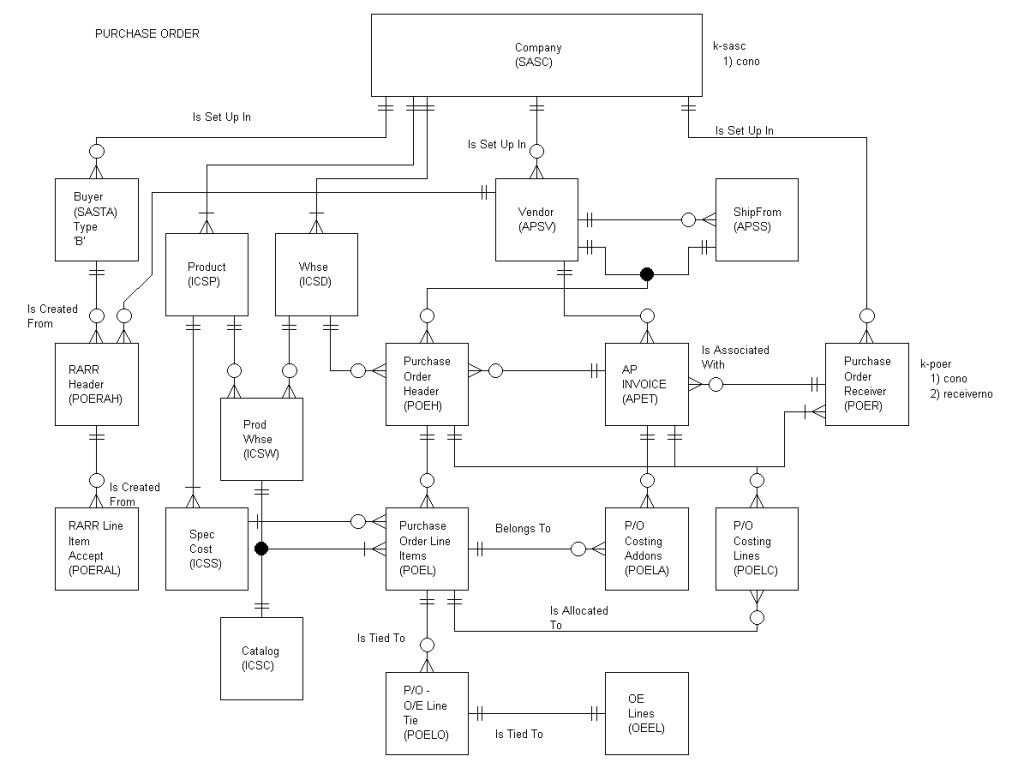 PURCHASE ORDER
Company
(SASC)
k-sasc
1) cono
Is Set Up In
Is Set Up In
Is Set Up In
Buyer
(SASTA)
Type
'B'
Vendor
(APSV)
ShipFrom
(APSS)
Product
(ICSP)
Whse
(ICSD)
Is Created
From
RARR
Header
(POERAH)
Purchase
Order
Header
(POEH)
AP
INVOICE
(APET)
Is Associated
With
Purchase
Order
Receiver
(POER)
k-poer
1) cono
2) receiverno
Prod
Whse
(ICSW)
Is Created
From
RARR Line
Item
Accept
(POERAL)
Spec
Cost
(ICSS)
Purchase
Order Line
Items
(POEL)
Belongs To
P/O
Costing
Addons
(POELA)
P/O
Costing
Lines
(POELC)
Is Allocated
To
Is Tied To
Catalog
(ICSC)
P/O -
O/E Line
Tie
(POELO)
Is Tied To
OE
Lines
(OEEL)